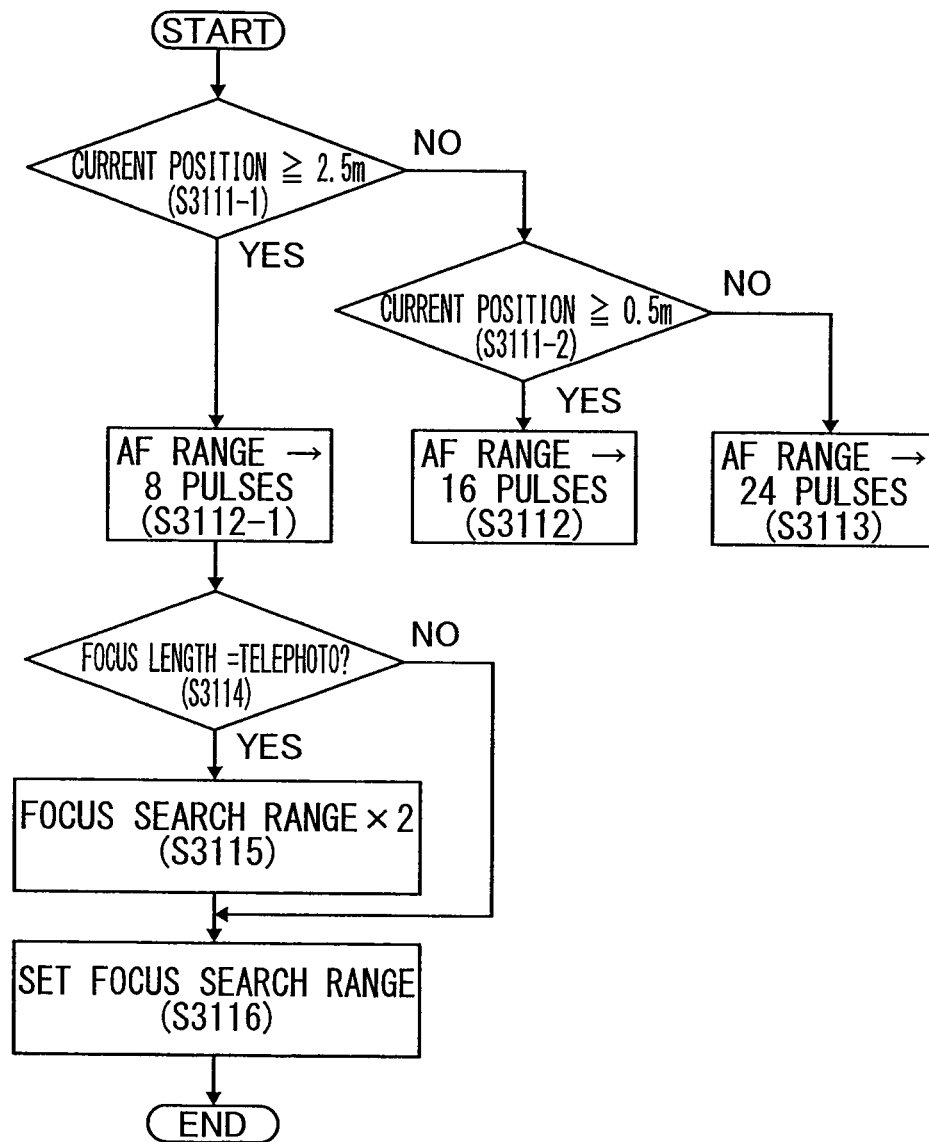 START
CURRENT POSITION ≧ 2.5m
(S3111-1)
NO
YES
CURRENT POSITION ≧ 0.5m
(S3111-2)
NO
YES
AF RANGE →
8 PULSES
(S3112-1)
AF RANGE →
16 PULSES
(S3112)
AF RANGE →
24 PULSES
(S3113)
FOCUS LENGTH =TELEPHOTO?
(S3114)
NO
YES
FOCUS SEARCH RANGE × 2
(S3115)
SET FOCUS SEARCH RANGE
(S3116)
END